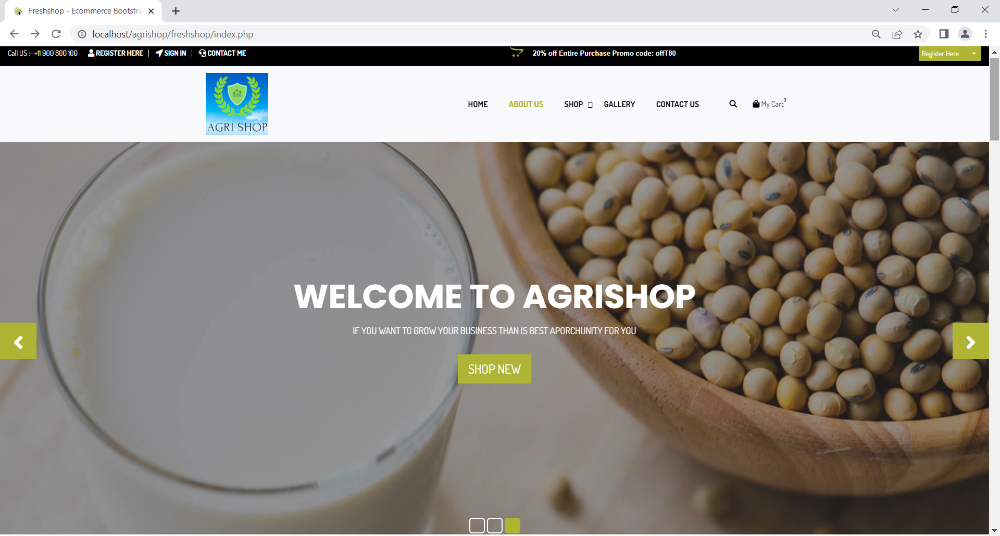 Freshshop - Ecommerce Bootstra
localhost/agrishop/freshshop/index.php
Call US :- +11 900 800 100 REGISTER HERE | SIGN IN | CONTACT ME 20% off Entire Purchase Promo code: offT80 Register Here
AGRI SHOP
HOME ABOUT US SHOP GALLERY CONTACT US My Cart 3
WELCOME TO AGRISHOP
IF YOU WANT TO GROW YOUR BUSINESS THAN IS BEST APORCHUNITY FOR YOU
SHOP NEW